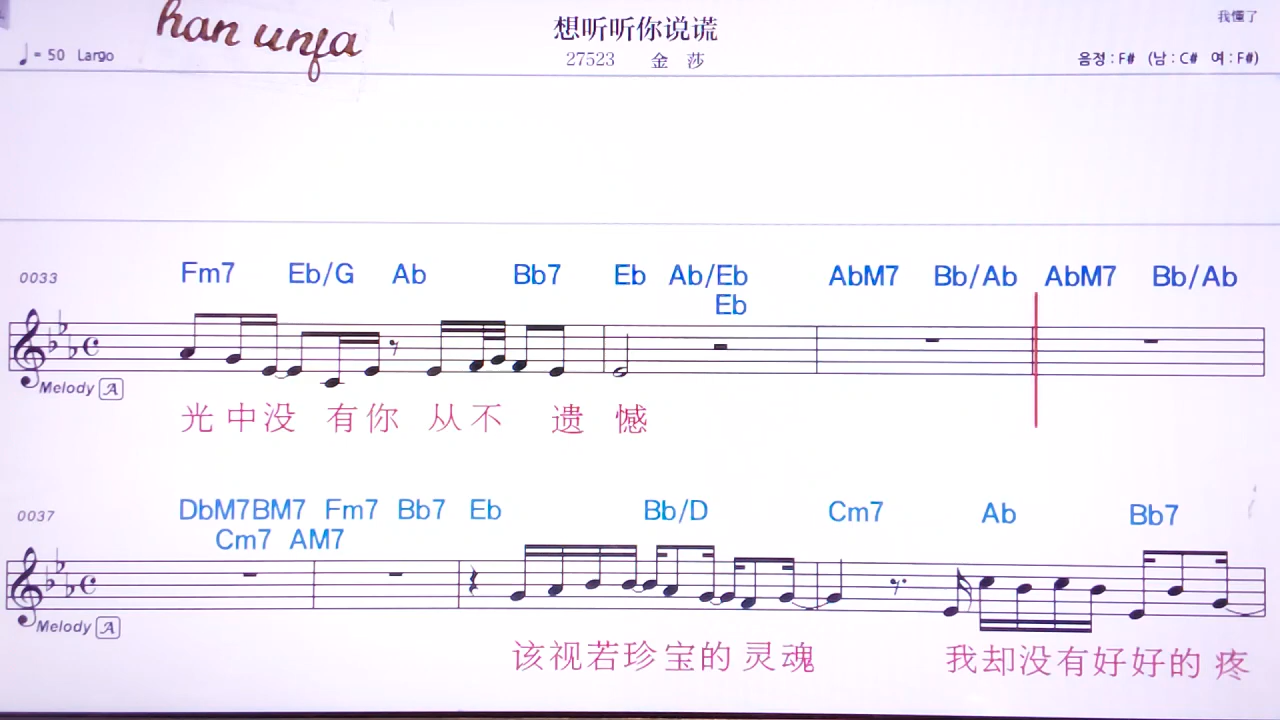 han unfa
想听听你说谎
我懂了
♩= 50 Largo
27523 金 莎
음정 : F# (남 : C# 여 : F#)
0033
Fm7 Eb/G Ab Bb7 Eb Ab/Eb AbM7 Bb/Ab AbM7 Bb/Ab
Eb
Melody A
光中没 有你 从不 遗 憾
0037
DbM7BM7 Fm7 Bb7 Eb Bb/D Cm7 Ab Bb7
Cm7 AM7
Melody A
该视若珍宝的灵魂 我却没有好好的疼